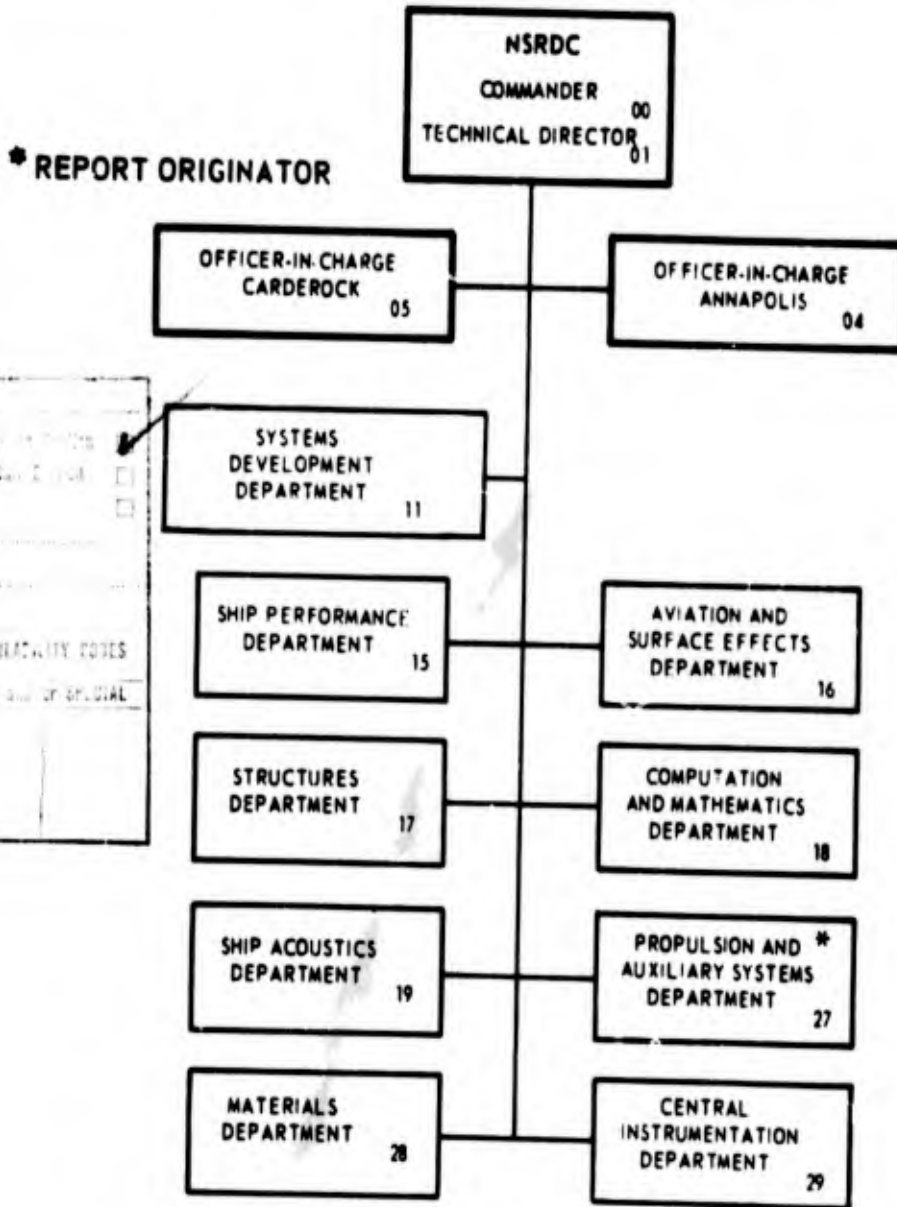 NSRDC
COMMANDER
00
TECHNICAL DIRECTOR
01
* REPORT ORIGINATOR
OFFICER-IN-CHARGE
CARDEROCK
05
OFFICER-IN-CHARGE
ANNAPOLIS
04
SYSTEMS
DEVELOPMENT
DEPARTMENT
11
SHIP PERFORMANCE
DEPARTMENT
15
AVIATION AND
SURFACE EFFECTS
DEPARTMENT
16
STRUCTURES
DEPARTMENT
17
COMPUTATION
AND MATHEMATICS
DEPARTMENT
18
SHIP ACOUSTICS
DEPARTMENT
19
PROPULSION AND *
AUXILIARY SYSTEMS
DEPARTMENT
27
MATERIALS
DEPARTMENT
28
CENTRAL
INSTRUMENTATION
DEPARTMENT
29
CODES
SPECIAL